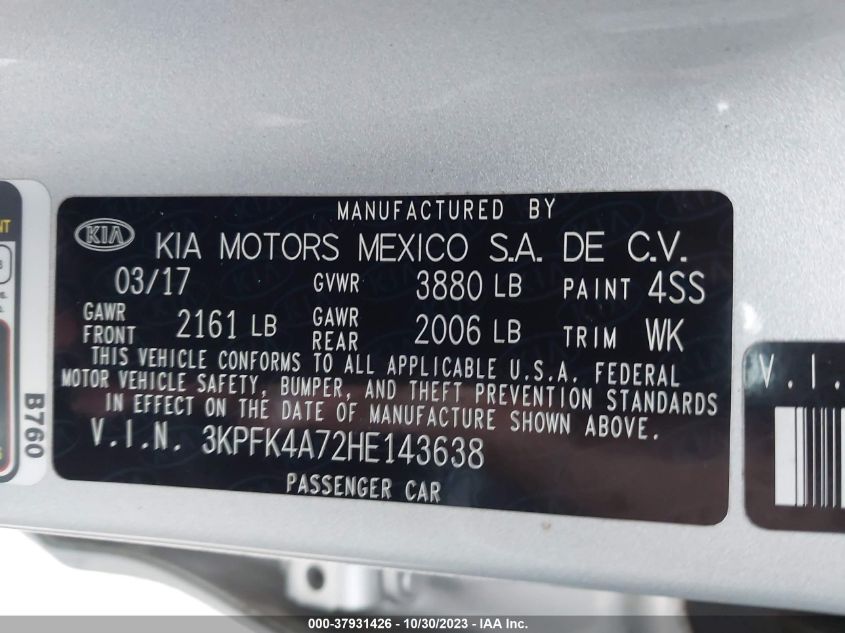 MANUFACTURED BY
KIA
KIA MOTORS MEXICO S.A. DE C.V.
03/17 GVWR 3880 LB PAINT 4SS
GAWR FRONT 2161 LB GAWR REAR 2006 LB TRIM WK
THIS VEHICLE CONFORMS TO ALL APPLICABLE U.S.A. FEDERAL
MOTOR VEHICLE SAFETY, BUMPER, AND THEFT PREVENTION STANDARDS
IN EFFECT ON THE DATE OF MANUFACTURE SHOWN ABOVE.
V.I.N. 3KPFK4A72HE143638
PASSENGER CAR
B760
V.I.
000-37931426 - 10/30/2023 - IAA Inc.